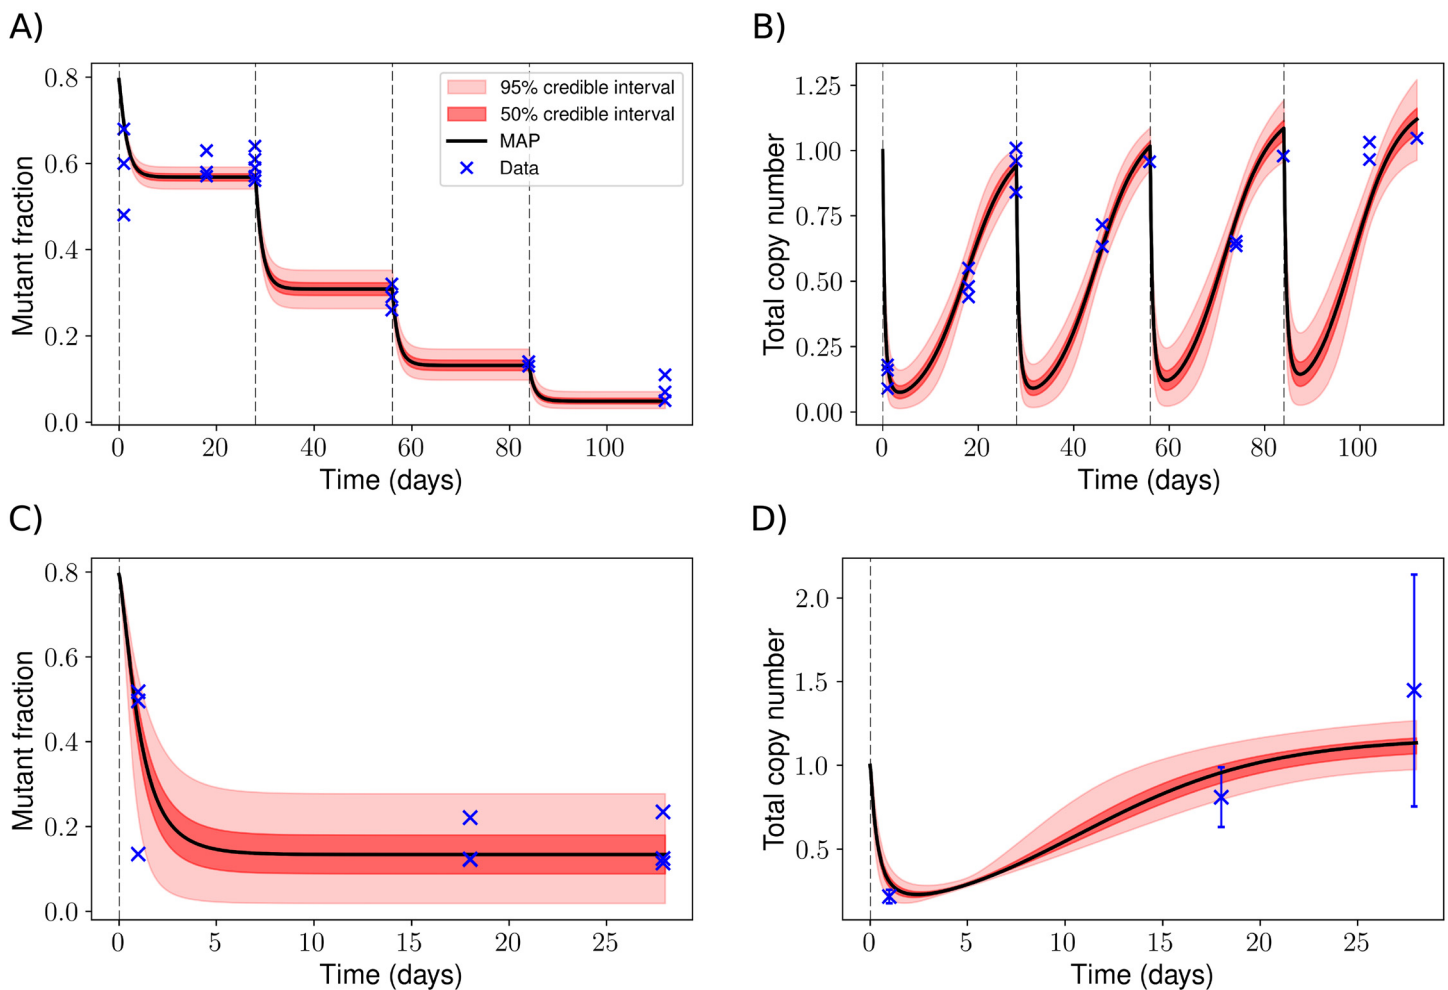 A)
Mutant fraction
0.8
0.6
0.4
0.2
0.0
0 20 40 60 80 100
Time (days)
95% credible interval
50% credible interval
MAP
Data
B)
Total copy number
1.25
1.00
0.75
0.50
0.25
0.00
0 20 40 60 80 100
Time (days)
C)
Mutant fraction
0.8
0.6
0.4
0.2
0.0
0 5 10 15 20 25
Time (days)
D)
Total copy number
2.0
1.5
1.0
0.5
0 5 10 15 20 25
Time (days)